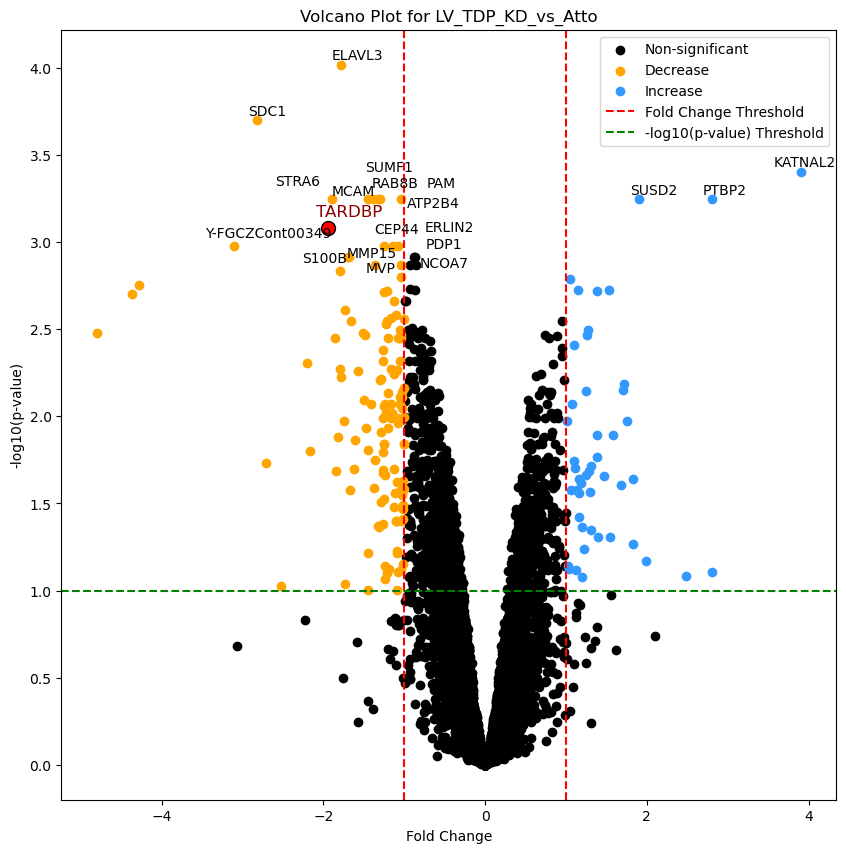 Volcano Plot for LV_TDP_KD_vs_Atto
Non-significant
Decrease
Increase
Fold Change Threshold
-log10(p-value) Threshold
ELAVL3
SDC1
SUMF1
KATNAL2
STRA6
MCAM
RAB8B
PAM
SUSD2
PTBP2
ATP2B4
TARDBP
Y-FGCZCont00349
CEP44
ERLIN2
PDP1
S100B
MMP15
MVP
NCOA7
4.0
3.5
3.0
2.5
2.0
1.5
1.0
0.5
0.0
-log10(p-value)
−4
−2
0
2
4
Fold Change